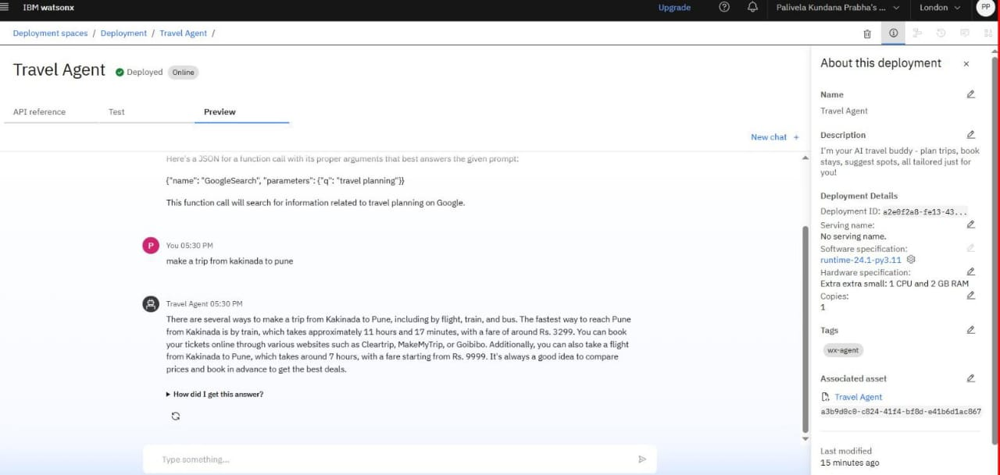 IBM watsonx
Upgrade
Palivela Kundana Prabha's ...
London
PP
Deployment spaces / Deployment / Travel Agent /
Travel Agent
Deployed
Online
API reference
Test
Preview
New chat +
Here's a JSON for a function call with its proper arguments that best answers the given prompt:
{"name": "GoogleSearch", "parameters": {"q": "travel planning"}}
This function call will search for information related to travel planning on Google.
P
You 05:30 PM
make a trip from kakinada to pune
Travel Agent 05:30 PM
There are several ways to make a trip from Kakinada to Pune, including by flight, train, and bus. The fastest way to reach Pune
from Kakinada is by train, which takes approximately 11 hours and 17 minutes, with a fare of around Rs. 3299. You can book
your tickets online through various websites such as Cleartrip, MakeMyTrip, or Goibibo. Additionally, you can also take a flight
from Kakinada to Pune, which takes around 7 hours, with a fare starting from Rs. 9999. It's always a good idea to compare
prices and book in advance to get the best deals.
How did I get this answer?
Type something...
About this deployment
Name
Travel Agent
Description
I'm your AI travel buddy - plan trips, book
stays, suggest spots, all tailored just for
you!
Deployment Details
Deployment ID: a2e0f2a8-fe13-43...
Serving name:
No serving name.
Software specification:
runtime-24.1-py3.11
Hardware specification:
Extra extra small: 1 CPU and 2 GB RAM
Copies:
1
Tags
wx-agent
Associated asset
Travel Agent
a3b9d0c0-c824-41f4-bf8d-e41b6d1ac867
Last modified
15 minutes ago